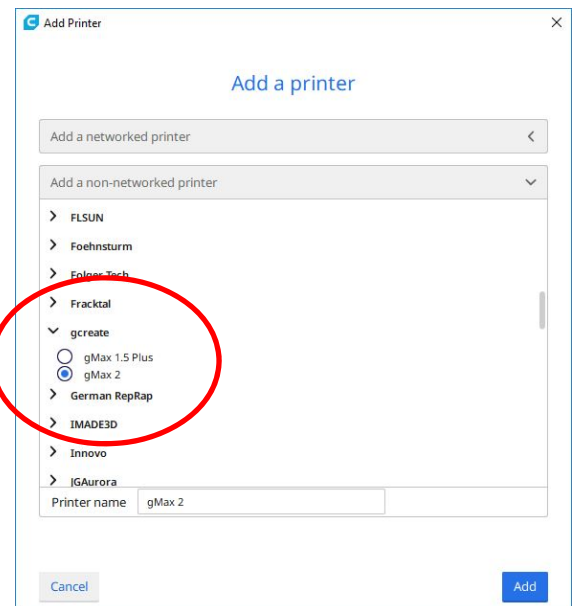 Add Printer
Add a printer
Add a networked printer
Add a non-networked printer
FLSUN
Foehnsturm
Folger Tech
Fracktal
gcreate
gMax 1.5 Plus
gMax 2
German RepRap
IMADE3D
Innovo
JGAurora
Printer name gMax 2
Cancel Add